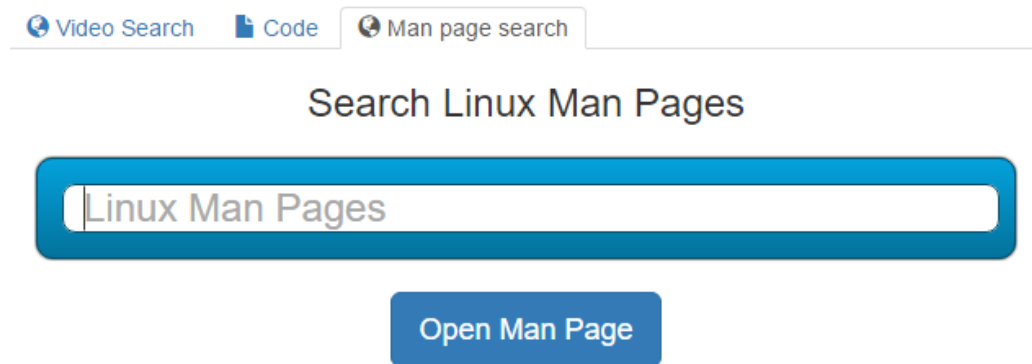 Video Search Code Man page search
Search Linux Man Pages
Linux Man Pages
Open Man Page